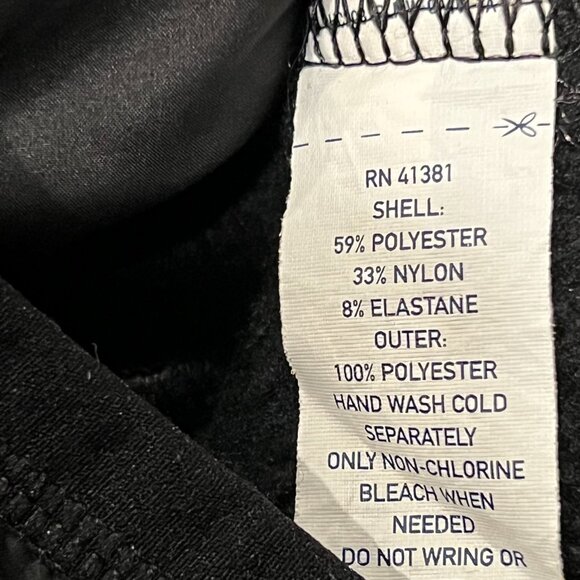 RN 41381
SHELL:
59% POLYESTER
33% NYLON
8% ELASTANE
OUTER:
100% POLYESTER
HAND WASH COLD
SEPARATELY
ONLY NON-CHLORINE
BLEACH WHEN
NEEDED
DO NOT WRING OR